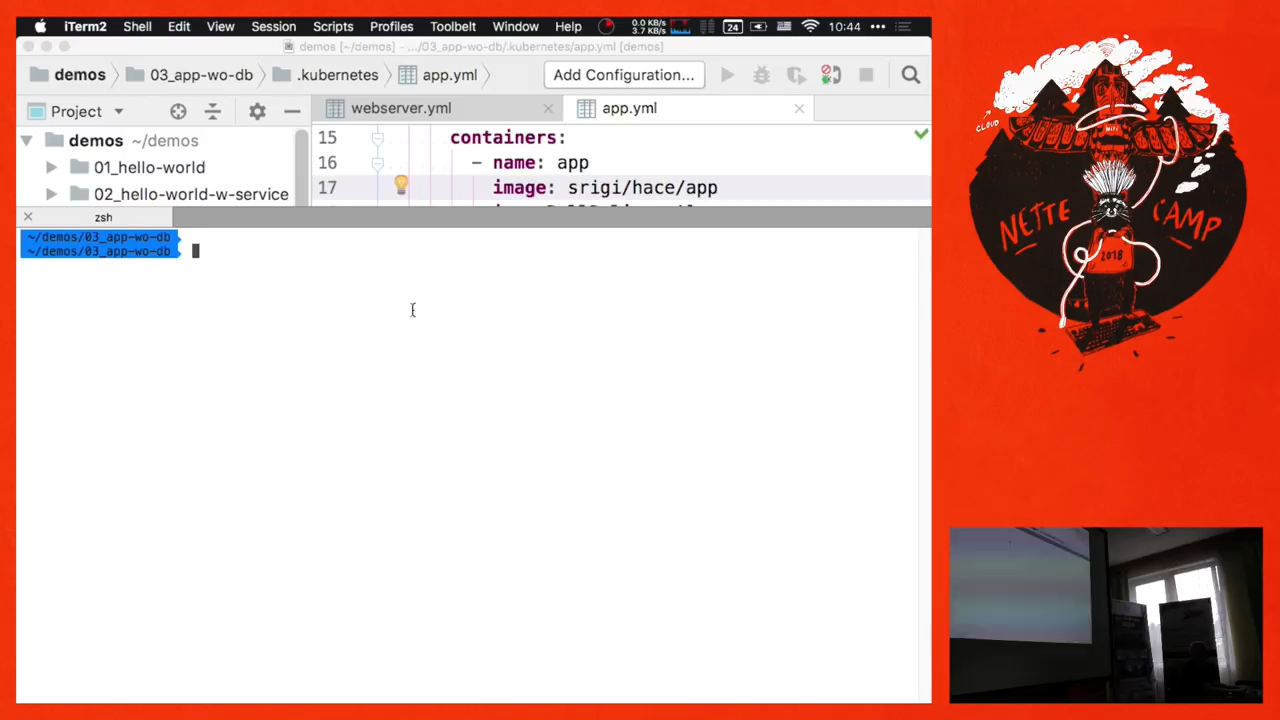 iTerm2 Shell Edit View Session Scripts Profiles Toolbelt Window Help 0.0 KB/s 3.7 KB/s 24 10:44
demos [~/demos] - .../03_app-wo-db/.kubernetes/app.yml [demos]
demos 03_app-wo-db .kubernetes app.yml Add Configuration...
Project webserver.yml app.yml
demos ~/demos
01_hello-world
02_hello-world-w-service
15 containers:
16 - name: app
17 image: srigi/hace/app
zsh
~/demos/03_app-wo-db
~/demos/03_app-wo-db
CLOUD
WiFi
NETTE CAMP
2018